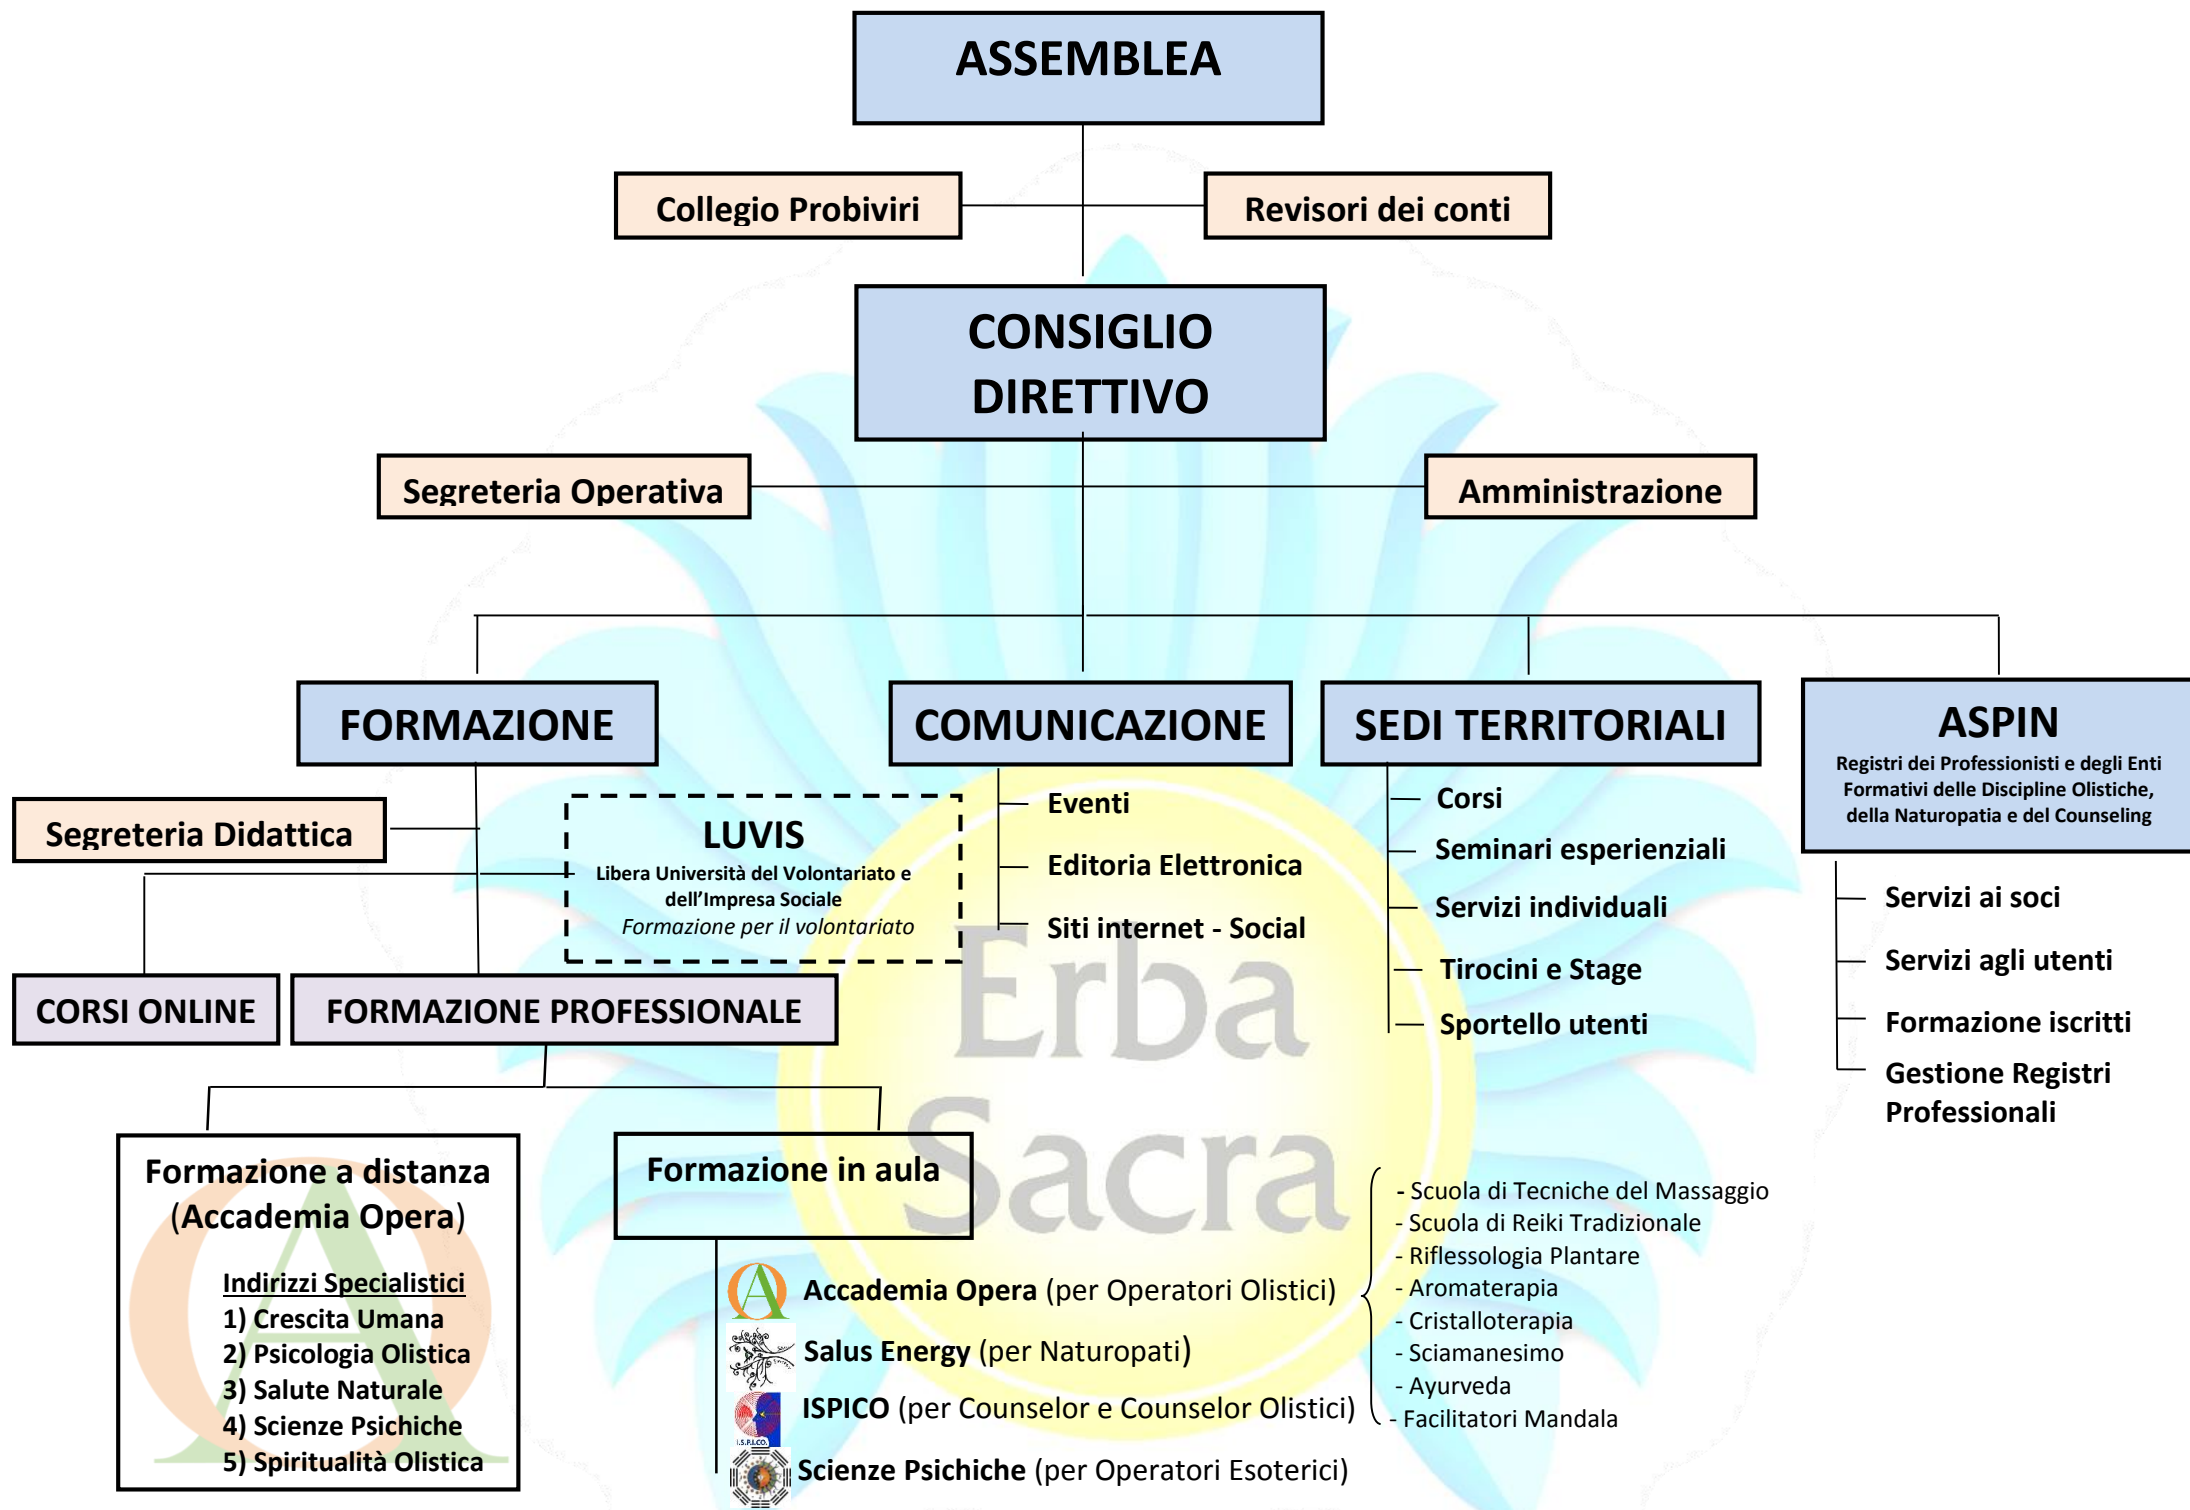 ASSEMBLEA
Collegio Probiviri
Revisori dei conti
CONSIGLIO
DIRETTIVO
Segreteria Operativa
Amministrazione
FORMAZIONE
COMUNICAZIONE
SEDI TERRITORIALI
ASPIN
Registri dei Professionisti e degli Enti
Formativi delle Discipline Olistiche,
della Naturopatia e del Counseling
Segreteria Didattica
LUVIS
Libera Università del Volontariato e
dell'Impresa Sociale
Formazione per il volontariato
Eventi
Editoria Elettronica
Siti internet - Social
Corsi
Seminari esperienziali
Servizi individuali
Tirocini e Stage
Sportello utenti
Servizi ai soci
Servizi agli utenti
Formazione iscritti
Gestione Registri
Professionali
CORSI ONLINE
FORMAZIONE PROFESSIONALE
Erba
Sacra
Formazione a distanza
(Accademia Opera)
Indirizzi Specialistici
1) Crescita Umana
2) Psicologia Olistica
3) Salute Naturale
4) Scienze Psichiche
5) Spiritualità Olistica
Formazione in aula
Accademia Opera (per Operatori Olistici)
Salus Energy (per Naturopati)
I.S.P.I.CO.
ISPICO (per Counselor e Counselor Olistici)
Scienze Psichiche (per Operatori Esoterici)
- Scuola di Tecniche del Massaggio
- Scuola di Reiki Tradizionale
- Riflessologia Plantare
- Aromaterapia
- Cristalloterapia
- Sciamanesimo
- Ayurveda
- Facilitatori Mandala